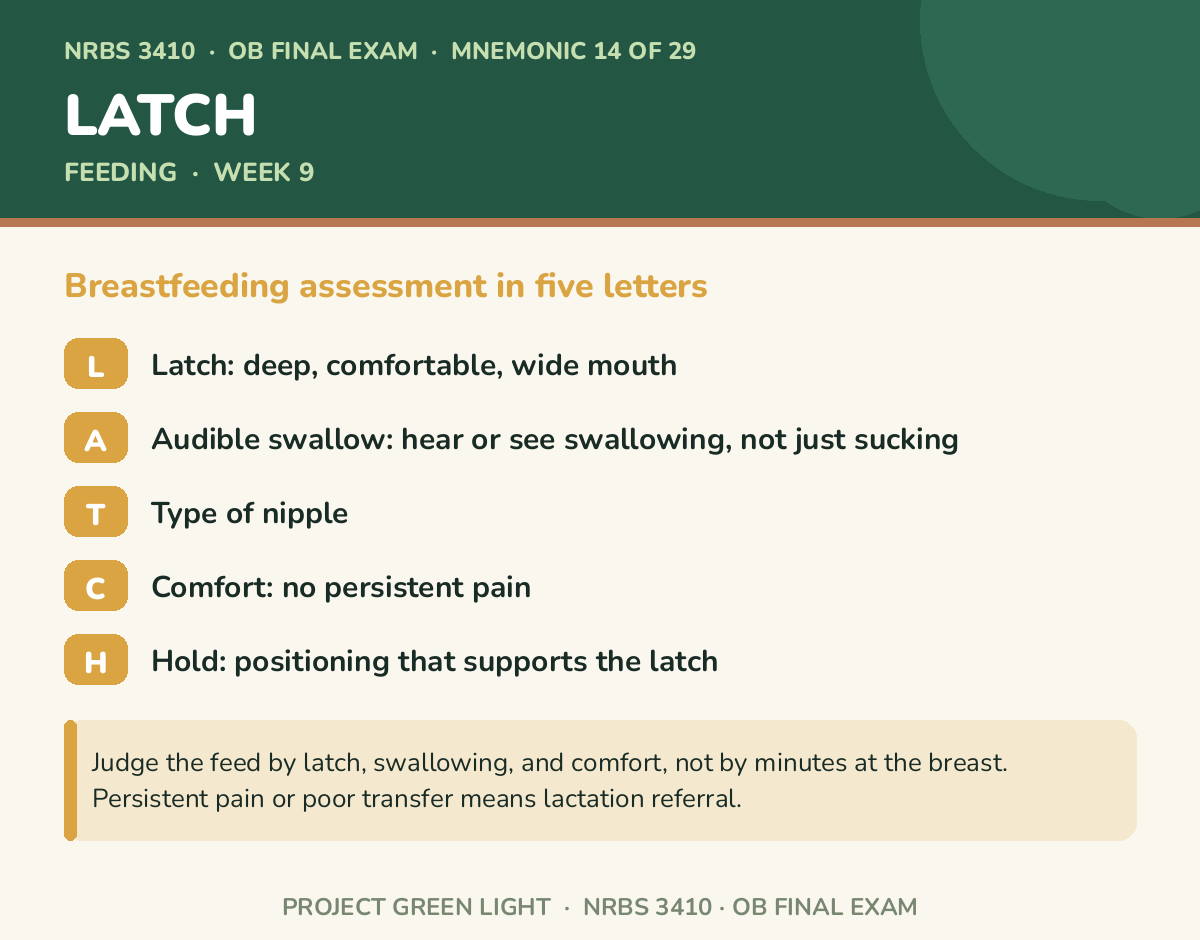 NRBS 3410 · OB FINAL EXAM · MNEMONIC 14 OF 29
LATCH
FEEDING · WEEK 9
Breastfeeding assessment in five letters
L Latch: deep, comfortable, wide mouth
A Audible swallow: hear or see swallowing, not just sucking
T Type of nipple
C Comfort: no persistent pain
H Hold: positioning that supports the latch
Judge the feed by latch, swallowing, and comfort, not by minutes at the breast.
Persistent pain or poor transfer means lactation referral.
PROJECT GREEN LIGHT · NRBS 3410 · OB FINAL EXAM